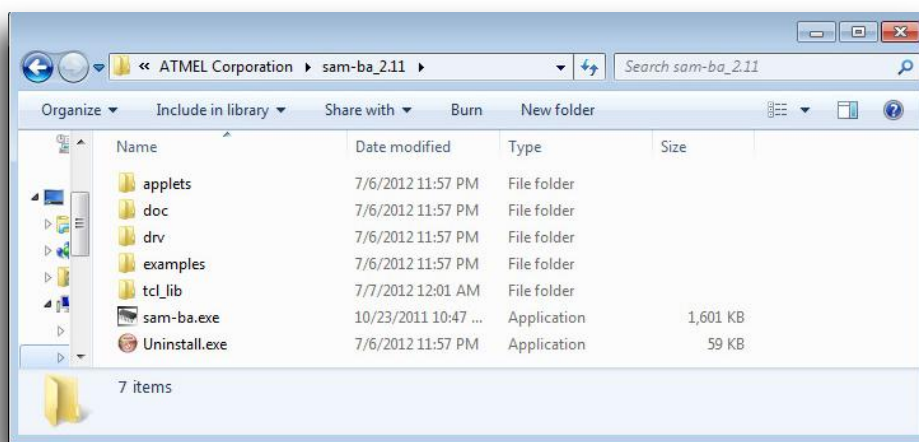 « ATMEL Corporation ▸ sam-ba_2.11 ▸ Search sam-ba_2.11
Organize Include in library Share with Burn New folder
Name Date modified Type Size
applets 7/6/2012 11:57 PM File folder
doc 7/6/2012 11:57 PM File folder
drv 7/6/2012 11:57 PM File folder
examples 7/6/2012 11:57 PM File folder
tcl_lib 7/7/2012 12:01 AM File folder
sam-ba.exe 10/23/2011 10:47 ... Application 1,601 KB
Uninstall.exe 7/6/2012 11:57 PM Application 59 KB
7 items